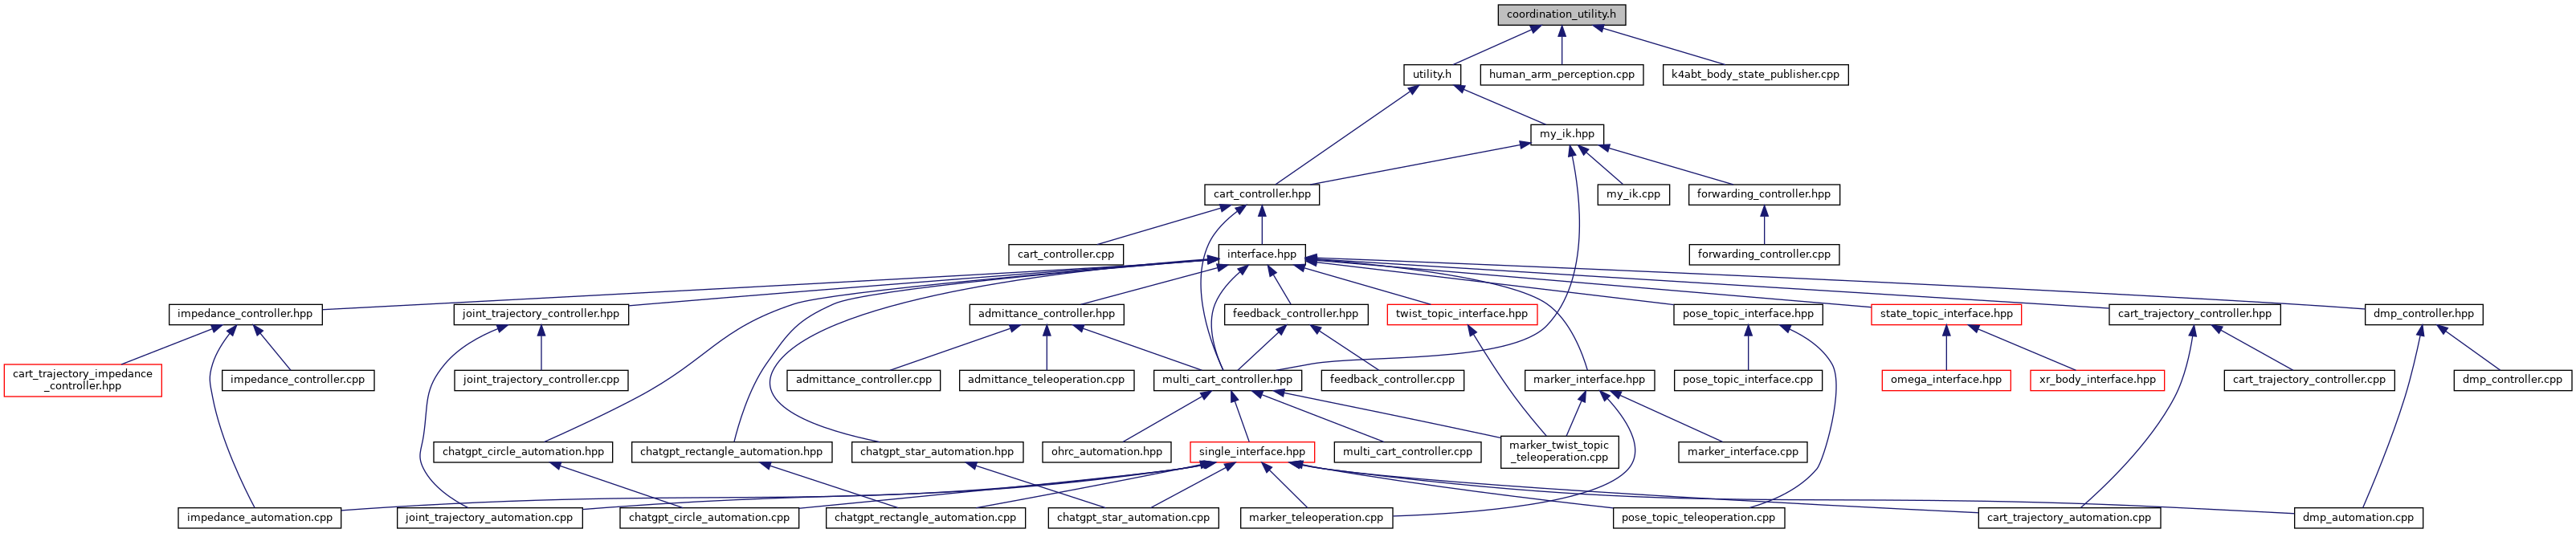 coordination_utility.h
utility.h
human_arm_perception.cpp
k4abt_body_state_publisher.cpp
my_ik.hpp
cart_controller.hpp
my_ik.cpp
forwarding_controller.hpp
cart_controller.cpp
interface.hpp
forwarding_controller.cpp
impedance_controller.hpp
joint_trajectory_controller.hpp
admittance_controller.hpp
feedback_controller.hpp
twist_topic_interface.hpp
pose_topic_interface.hpp
state_topic_interface.hpp
cart_trajectory_controller.hpp
dmp_controller.hpp
cart_trajectory_impedance
_controller.hpp
impedance_controller.cpp
joint_trajectory_controller.cpp
admittance_controller.cpp
admittance_teleoperation.cpp
multi_cart_controller.hpp
feedback_controller.cpp
marker_interface.hpp
pose_topic_interface.cpp
omega_interface.hpp
xr_body_interface.hpp
cart_trajectory_controller.cpp
dmp_controller.cpp
chatgpt_circle_automation.hpp
chatgpt_rectangle_automation.hpp
chatgpt_star_automation.hpp
ohrc_automation.hpp
single_interface.hpp
multi_cart_controller.cpp
marker_twist_topic
_teleoperation.cpp
marker_interface.cpp
impedance_automation.cpp
joint_trajectory_automation.cpp
chatgpt_circle_automation.cpp
chatgpt_rectangle_automation.cpp
chatgpt_star_automation.cpp
marker_teleoperation.cpp
pose_topic_teleoperation.cpp
cart_trajectory_automation.cpp
dmp_automation.cpp